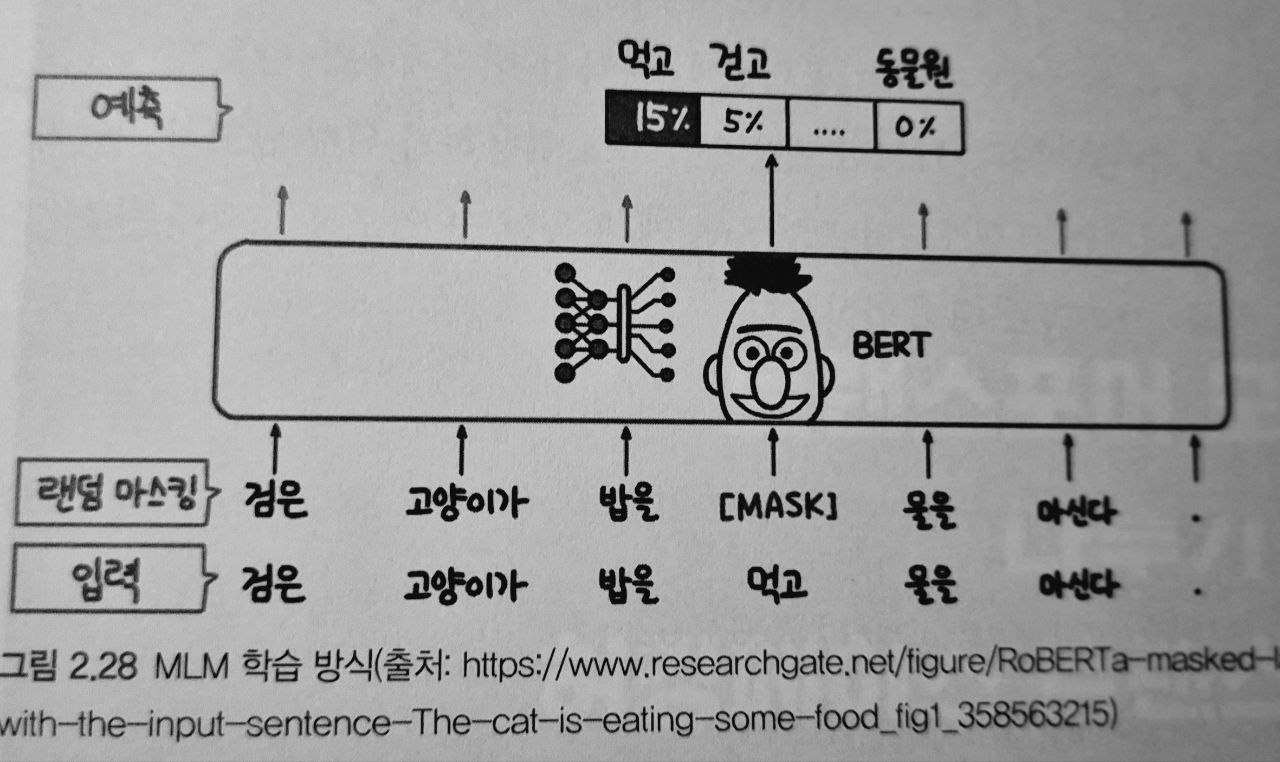 먹고 걷고 동물원
예측
15% 5% .... 0%
BERT
랜덤 마스킹 검은 고양이가 밥을 [MASK] 물을 마신다 .
입력 검은 고양이가 밥을 먹고 물을 마신다 .
그림 2.28 MLM 학습 방식(출처: https://www.researchgate.net/figure/RoBERTa-masked-l
with-the-input-sentence-The-cat-is-eating-some-food_fig1_358563215)